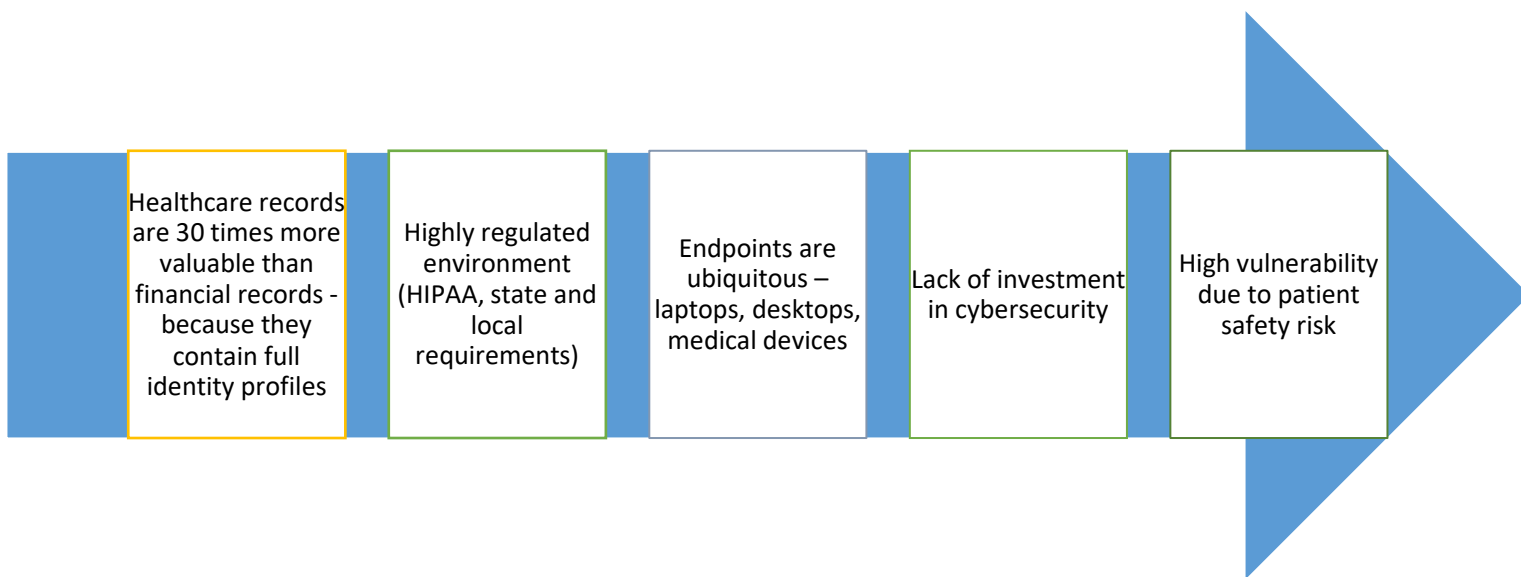 Healthcare records
are 30 times more
valuable than
financial records -
because they
contain full
identity profiles
Highly regulated
environment
(HIPAA, state and
local
requirements)
Endpoints are
ubiquitous –
laptops, desktops,
medical devices
Lack of investment
in cybersecurity
High vulnerability
due to patient
safety risk